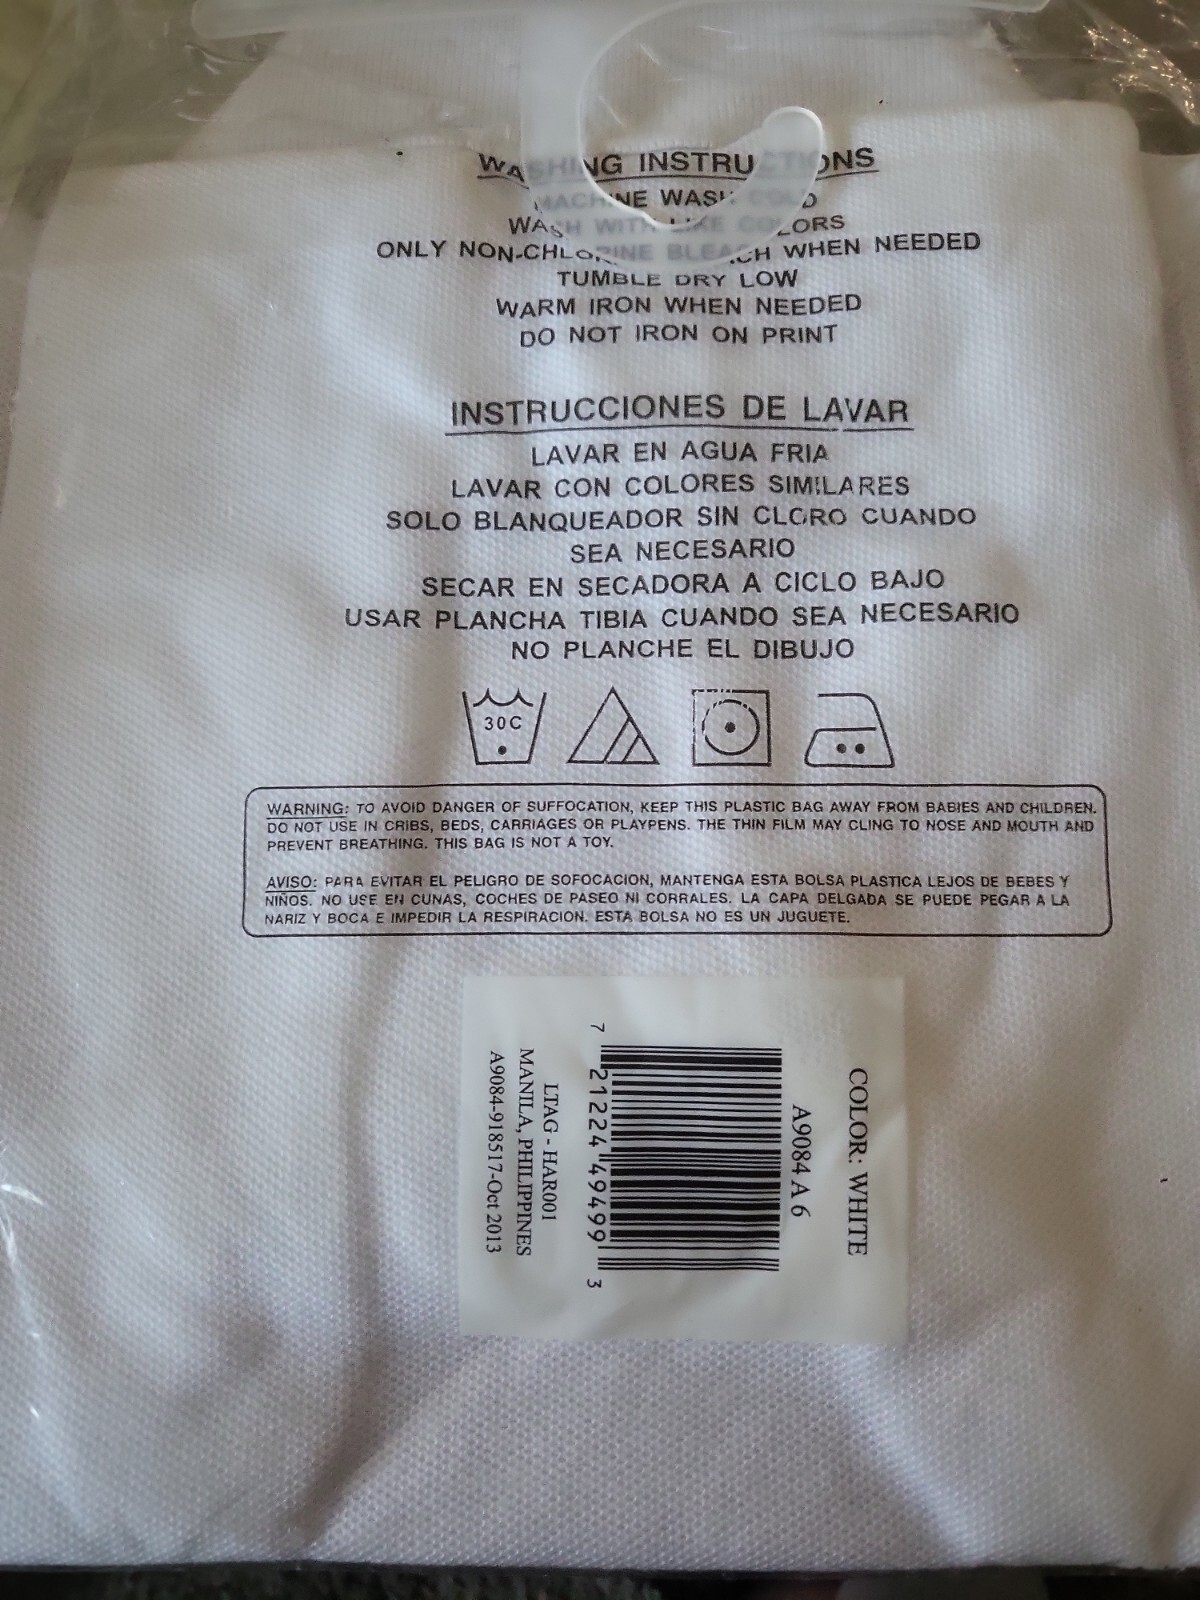 WASHING INSTRUCTIONS
MACHINE WASH COLD
WASH WITH LIKE COLORS
ONLY NON-CHLORINE BLEACH WHEN NEEDED
TUMBLE DRY LOW
WARM IRON WHEN NEEDED
DO NOT IRON ON PRINT
INSTRUCCIONES DE LAVAR
LAVAR EN AGUA FRIA
LAVAR CON COLORES SIMILARES
SOLO BLANQUEADOR SIN CLORO CUANDO
SEA NECESARIO
SECAR EN SECADORA A CICLO BAJO
USAR PLANCHA TIBIA CUANDO SEA NECESARIO
NO PLANCHE EL DIBUJO
30C
WARNING: TO AVOID DANGER OF SUFFOCATION, KEEP THIS PLASTIC BAG AWAY FROM BABIES AND CHILDREN.
DO NOT USE IN CRIBS, BEDS, CARRIAGES OR PLAYPENS. THE THIN FILM MAY CLING TO NOSE AND MOUTH AND
PREVENT BREATHING. THIS BAG IS NOT A TOY.
AVISO: PARA EVITAR EL PELIGRO DE SOFOCACION, MANTENGA ESTA BOLSA PLASTICA LEJOS DE BEBES Y
NIÑOS. NO USE EN CUNAS, COCHES DE PASEO NI CORRALES. LA CAPA DELGADA SE PUEDE PEGAR A LA
NARIZ Y BOCA E IMPEDIR LA RESPIRACION. ESTA BOLSA NO ES UN JUGUETE.
COLOR: WHITE
A9084 A 6
7 21224 49499 3
LTAG - HAR001
MANILA, PHILIPPINES
A9084-918517-Oct 2013